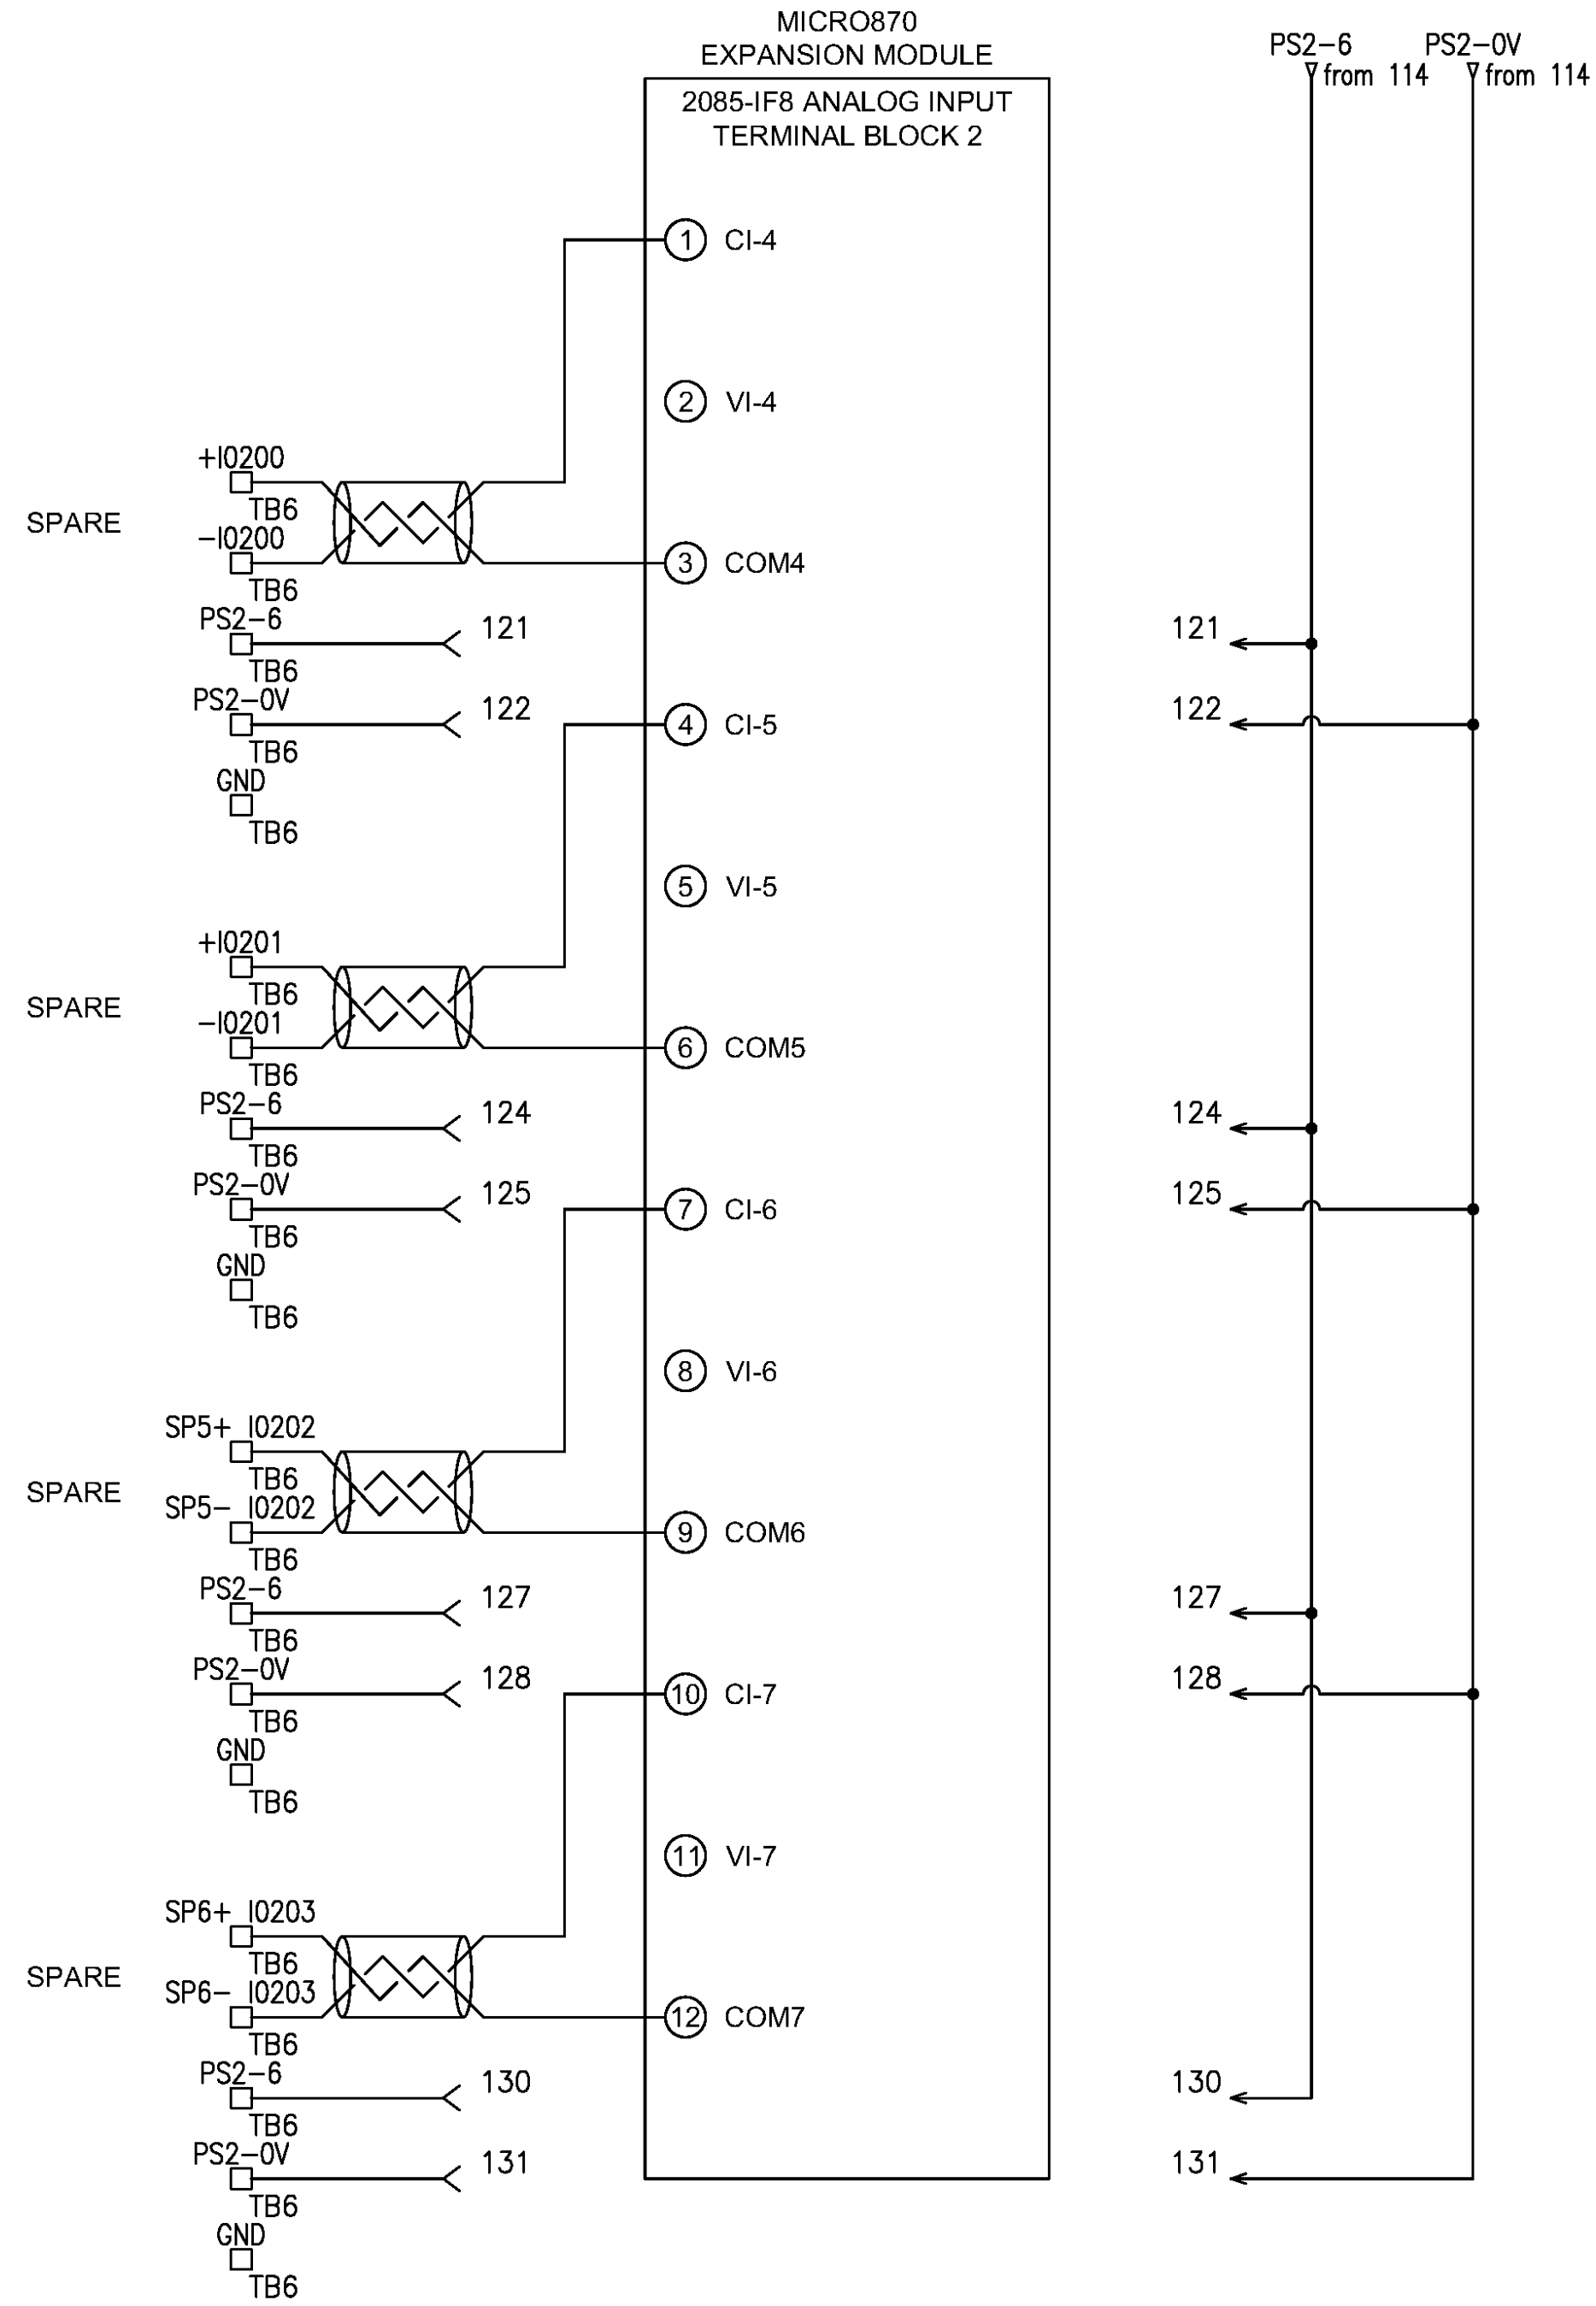 MICRO870
EXPANSION MODULE
PS2-6
PS2-0V
from 114
from 114
2085-IF8 ANALOG INPUT
TERMINAL BLOCK 2
1 CI-4
2 VI-4
+I0200
TB6
SPARE
-I0200
3 COM4
TB6
PS2-6
121
121
TB6
PS2-0V
122
122
4 CI-5
TB6
GND
TB6
5 VI-5
+I0201
TB6
SPARE
-I0201
6 COM5
TB6
PS2-6
124
124
TB6
PS2-0V
125
125
7 CI-6
TB6
GND
TB6
8 VI-6
SP5+ I0202
TB6
SPARE
SP5- I0202
9 COM6
TB6
PS2-6
127
127
TB6
PS2-0V
128
128
10 CI-7
TB6
GND
TB6
11 VI-7
SP6+ I0203
TB6
SPARE
SP6- I0203
12 COM7
TB6
PS2-6
130
130
TB6
PS2-0V
131
131
TB6
GND
TB6